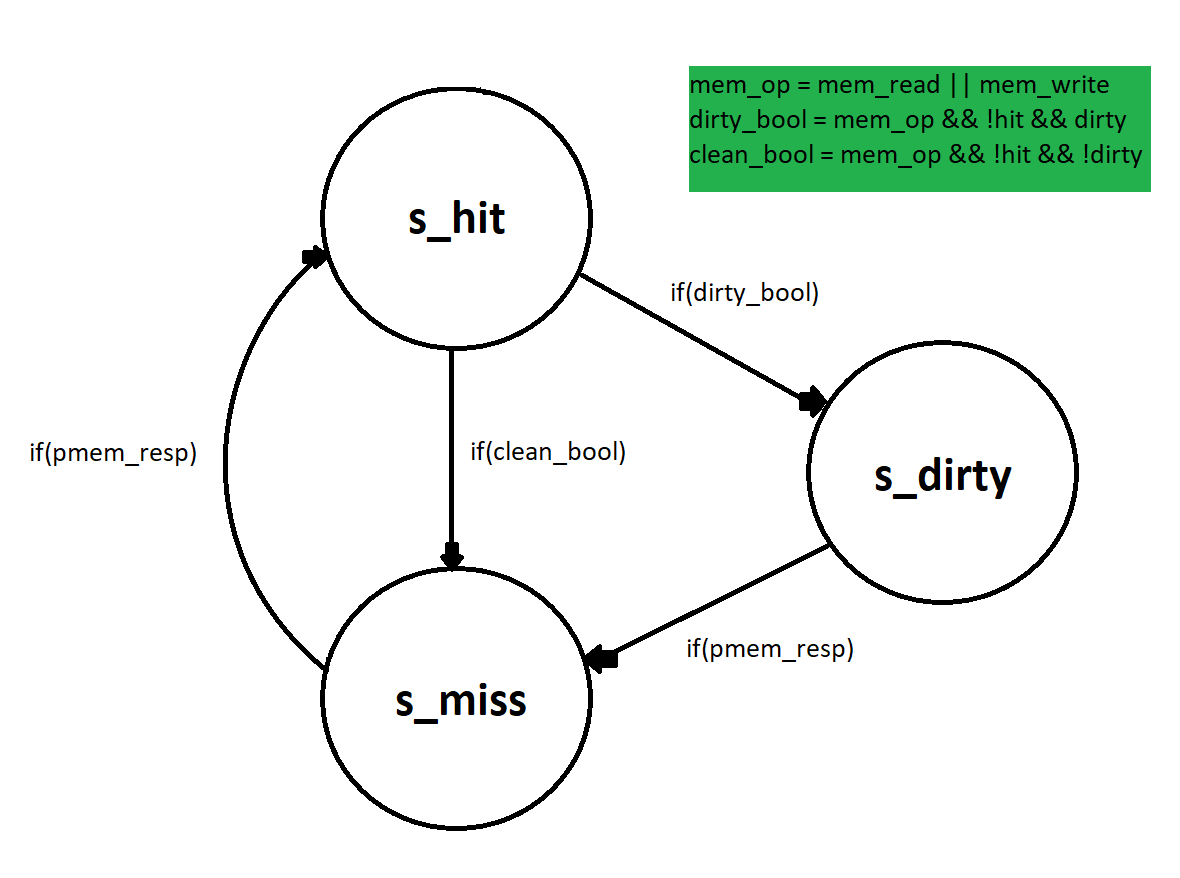 mem_op = mem_read || mem_write
dirty_bool = mem_op && !hit && dirty
clean_bool = mem_op && !hit && !dirty
s_hit
if(dirty_bool)
if(pmem_resp)
if(clean_bool)
s_dirty
if(pmem_resp)
s_miss